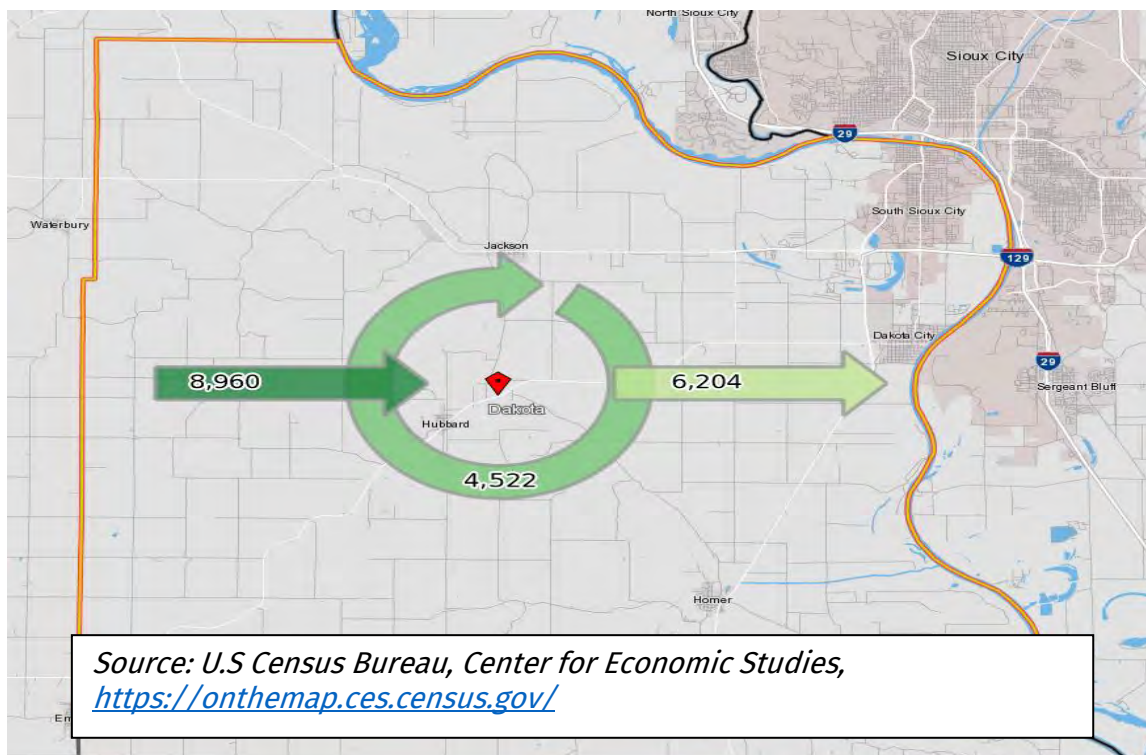 North Sioux City
Sioux City
29
South Sioux City
Waterbury
Jackson
129
Dakota City
29
Sergeant Bluff
8,960
6,204
Dakota
Hubbard
4,522
Homer
Source: U.S Census Bureau, Center for Economic Studies,
https://onthemap.ces.census.gov/